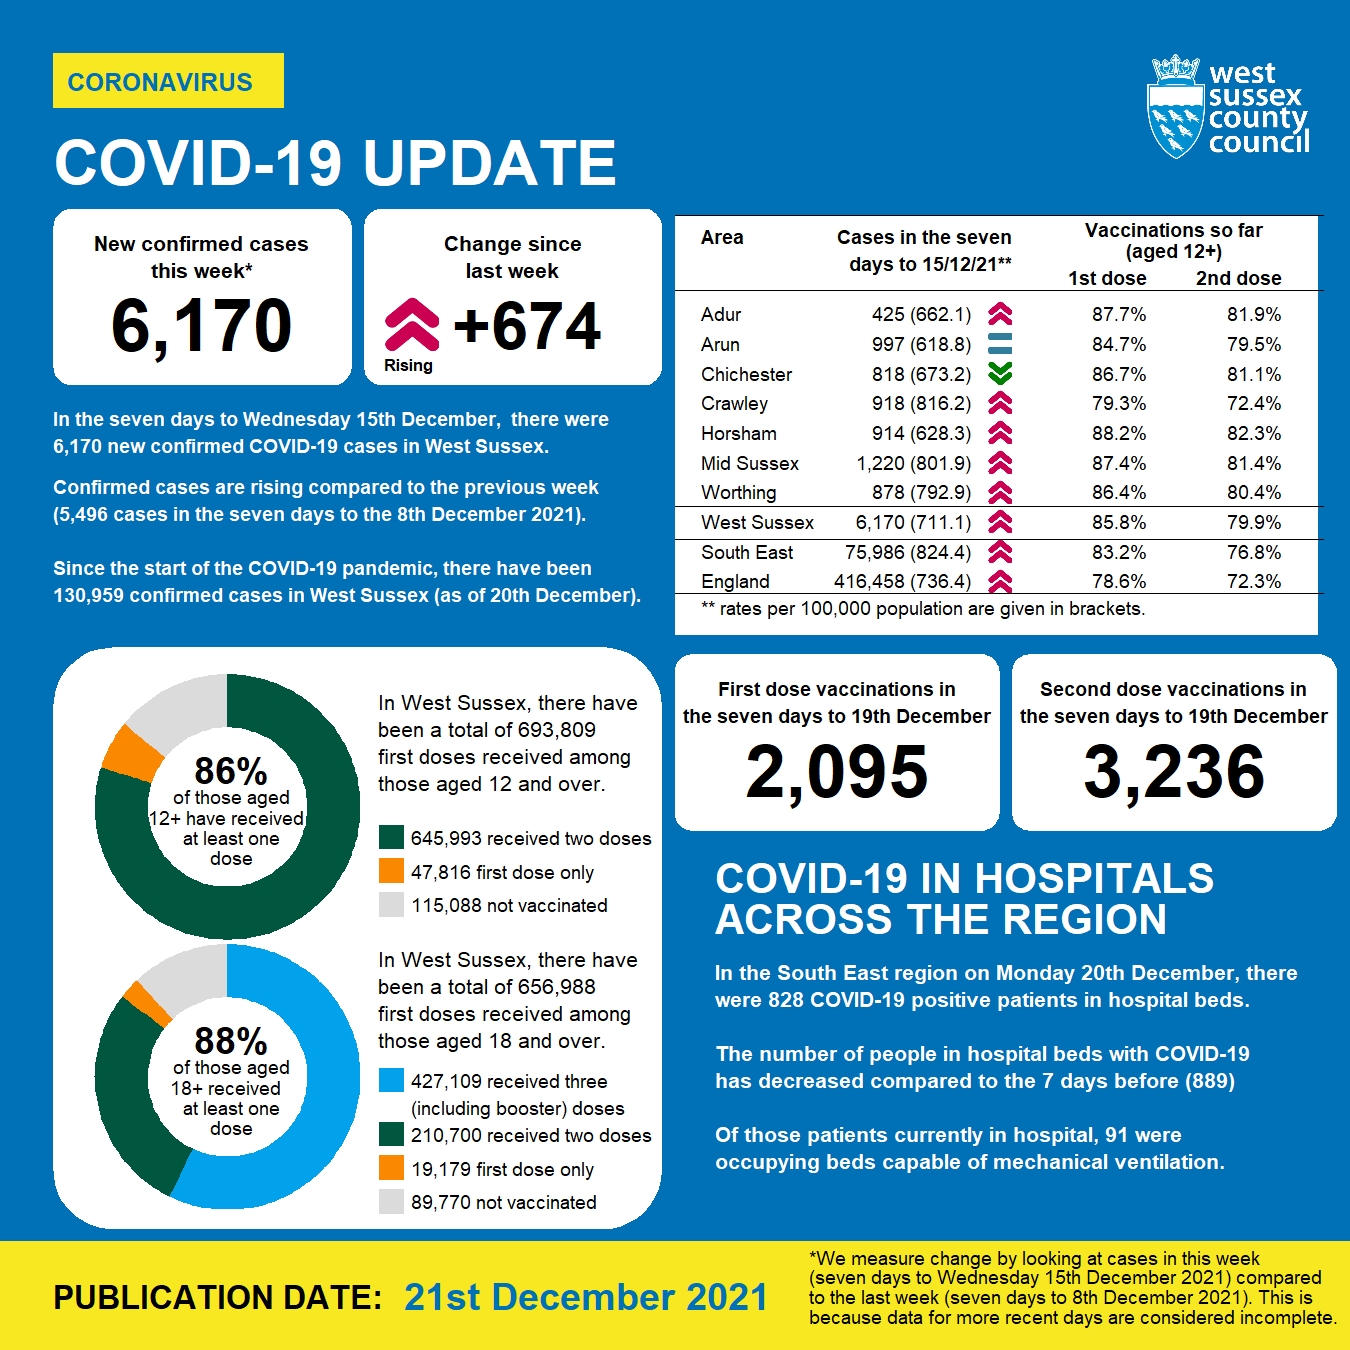 CORONAVIRUS
west
sussex
county
council
COVID-19 UPDATE
New confirmed cases
this week*
6,170
Change since
last week
+674
Rising
In the seven days to Wednesday 15th December,  there were
6,170 new confirmed COVID-19 cases in West Sussex.
Confirmed cases are rising compared to the previous week
(5,496 cases in the seven days to the 8th December 2021).
Since the start of the COVID-19 pandemic, there have been
130,959 confirmed cases in West Sussex (as of 20th December).
Area Cases in the seven Vaccinations so far
days to 15/12/21** (aged 12+)
1st dose 2nd dose
Adur 425 (662.1) 87.7% 81.9%
Arun 997 (618.8) 84.7% 79.5%
Chichester 818 (673.2) 86.7% 81.1%
Crawley 918 (816.2) 79.3% 72.4%
Horsham 914 (628.3) 88.2% 82.3%
Mid Sussex 1,220 (801.9) 87.4% 81.4%
Worthing 878 (792.9) 86.4% 80.4%
West Sussex 6,170 (711.1) 85.8% 79.9%
South East 75,986 (824.4) 83.2% 76.8%
England 416,458 (736.4) 78.6% 72.3%
** rates per 100,000 population are given in brackets.
86%
of those aged
12+ have received
at least one
dose
In West Sussex, there have
been a total of 693,809
first doses received among
those aged 12 and over.
645,993 received two doses
47,816 first dose only
115,088 not vaccinated
88%
of those aged
18+ received
at least one
dose
In West Sussex, there have
been a total of 656,988
first doses received among
those aged 18 and over.
427,109 received three
(including booster) doses
210,700 received two doses
19,179 first dose only
89,770 not vaccinated
First dose vaccinations in
the seven days to 19th December
2,095
Second dose vaccinations in
the seven days to 19th December
3,236
COVID-19 IN HOSPITALS
ACROSS THE REGION
In the South East region on Monday 20th December, there
were 828 COVID-19 positive patients in hospital beds.
The number of people in hospital beds with COVID-19
has decreased compared to the 7 days before (889)
Of those patients currently in hospital, 91 were
occupying beds capable of mechanical ventilation.
PUBLICATION DATE: 21st December 2021
*We measure change by looking at cases in this week
(seven days to Wednesday 15th December 2021) compared
to the last week (seven days to 8th December 2021). This is
because data for more recent days are considered incomplete.